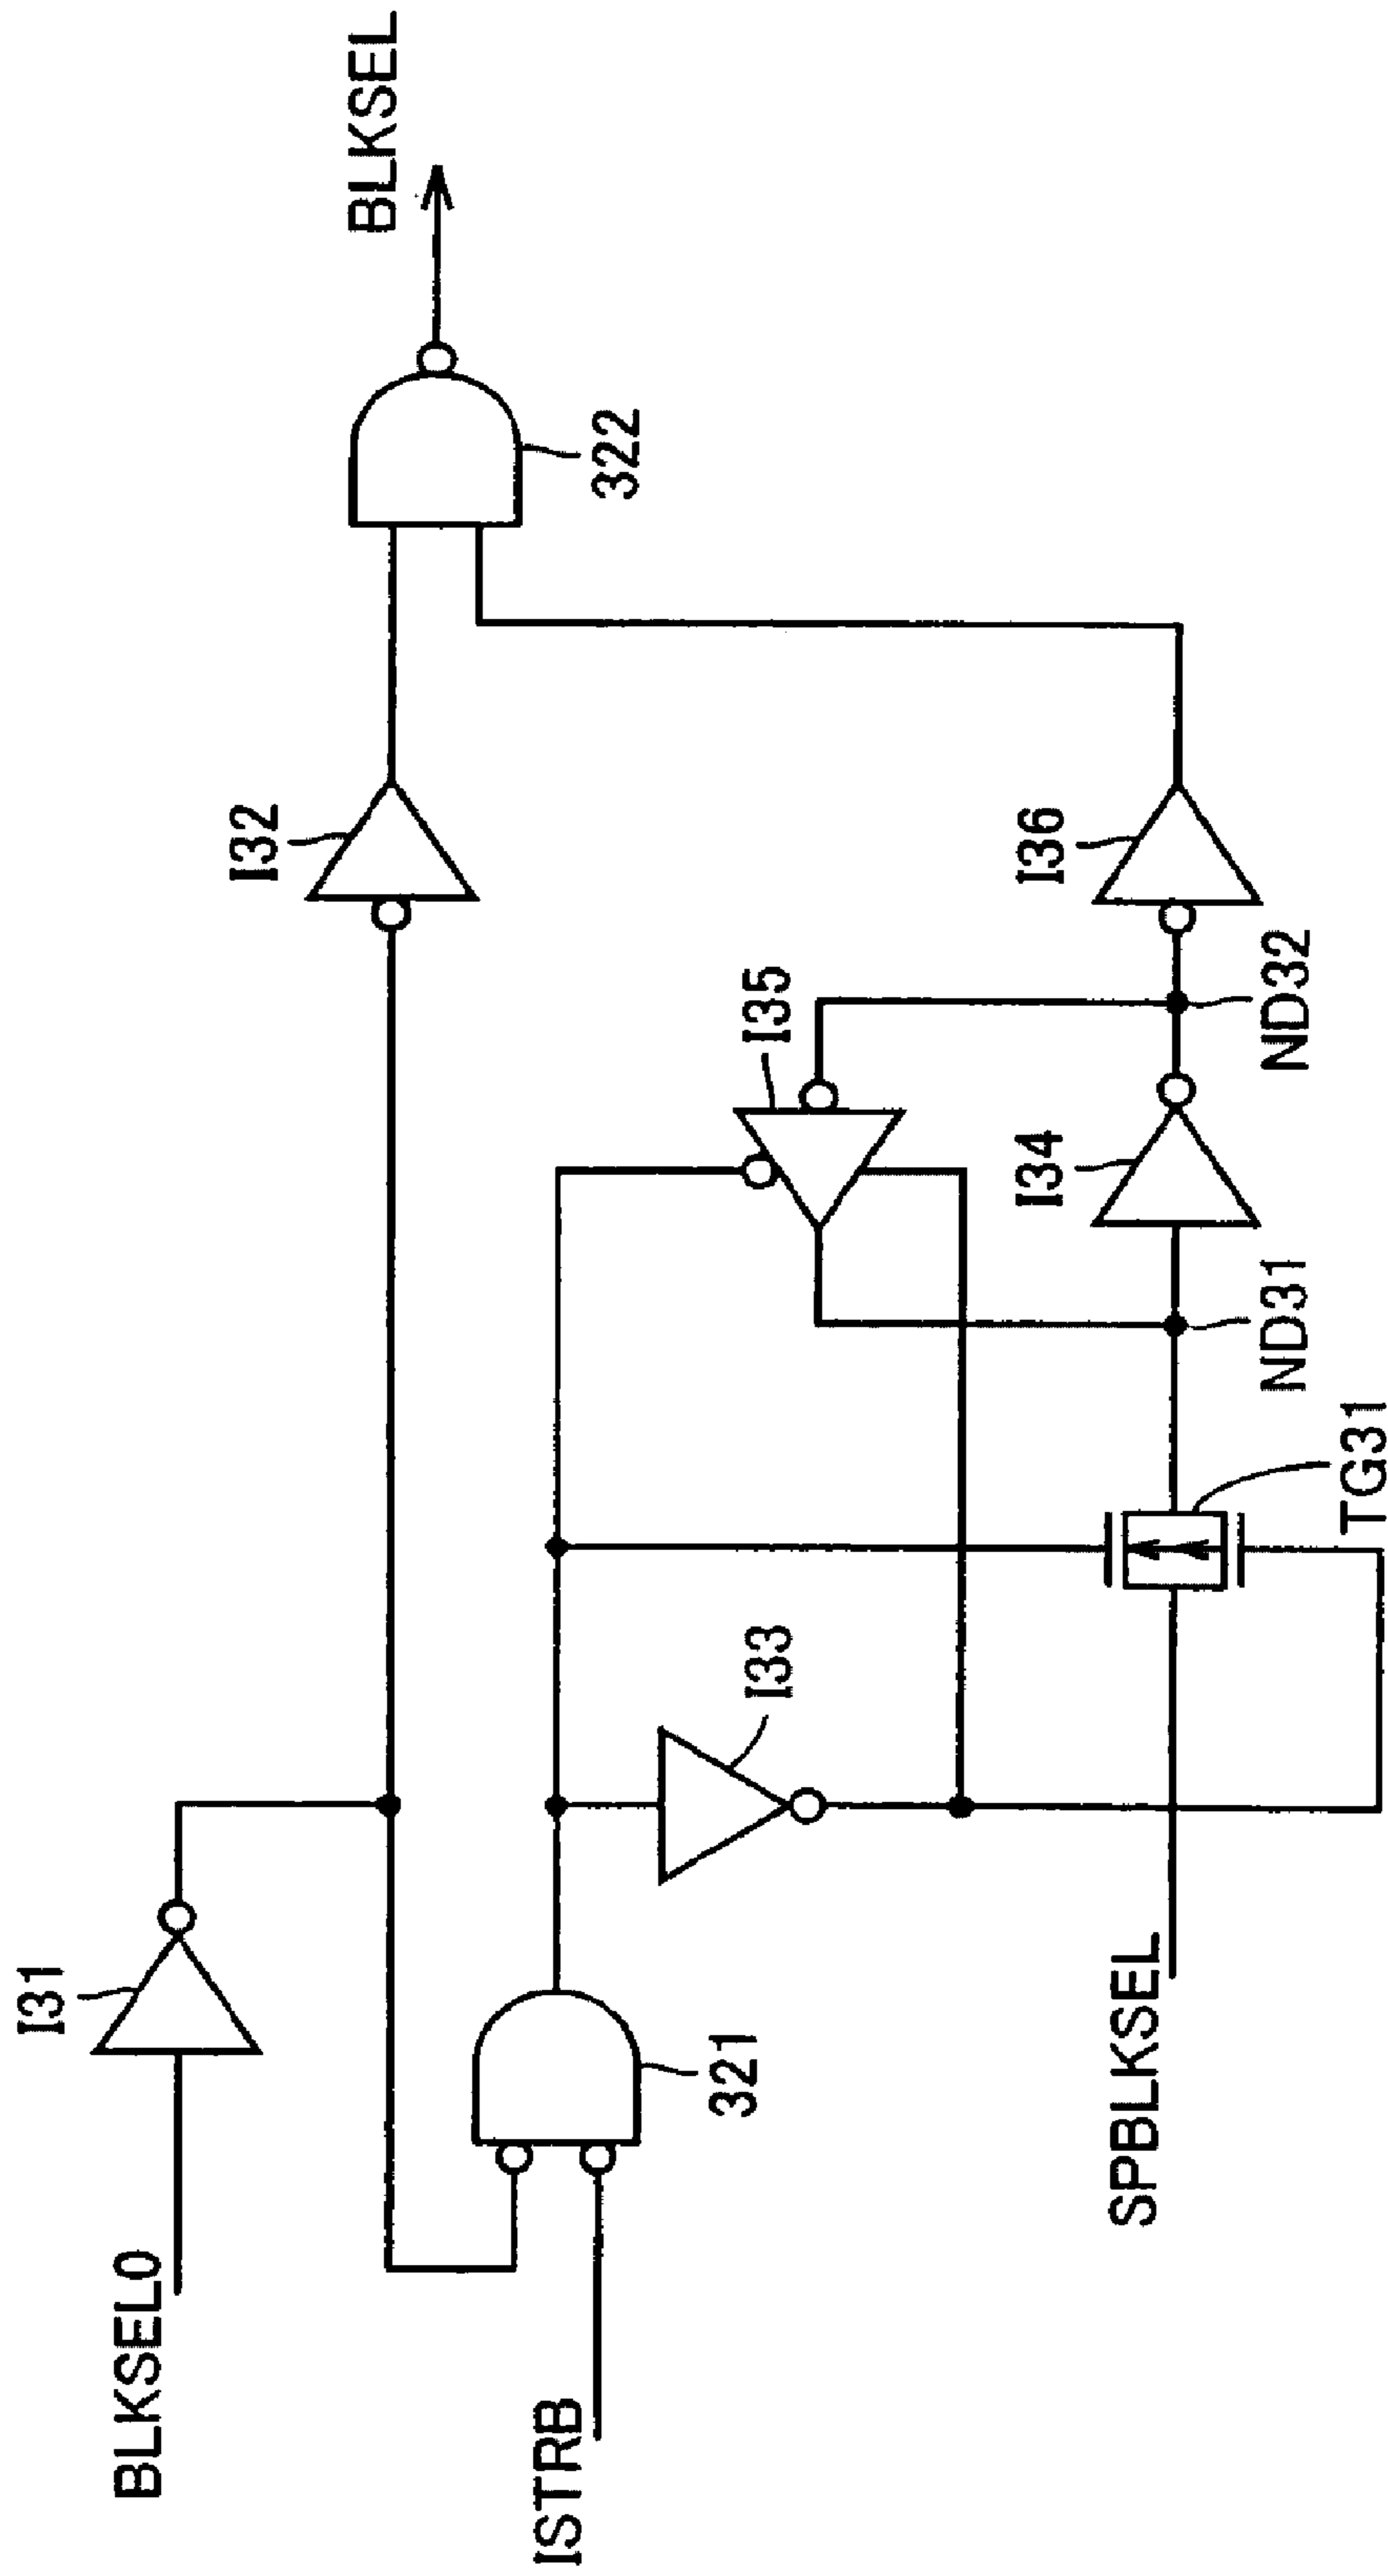 BLKSEL0
I31
I32
BLKSEL
322
ISTRB
321
I33
I35
SPBLKSEL
TG31
ND31
I34
ND32
I36